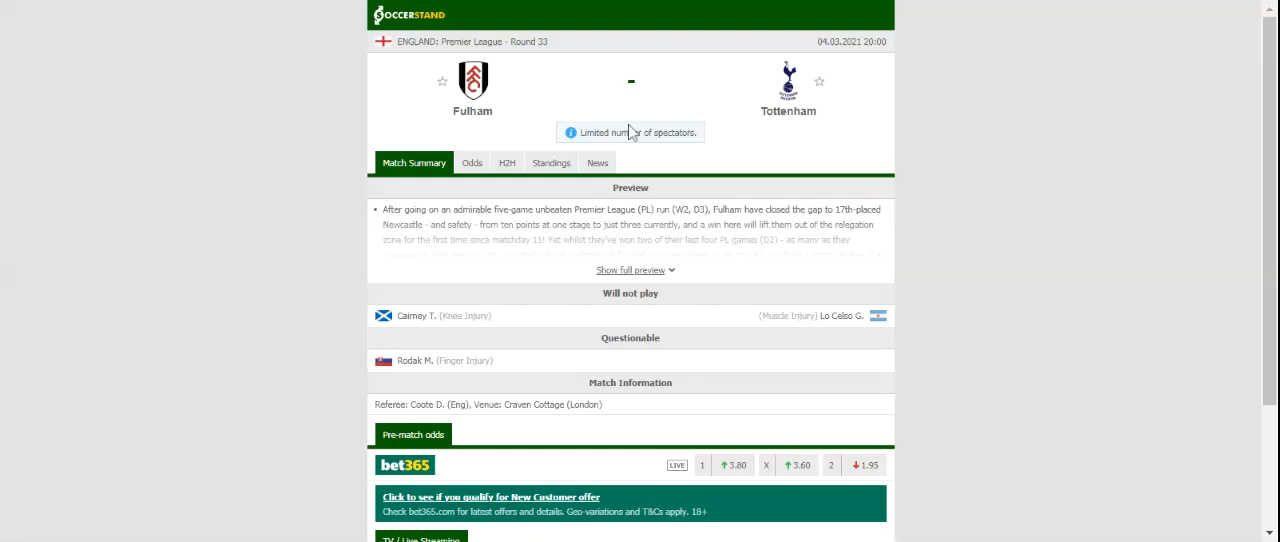 SOCCERSTAND
ENGLAND: Premier League - Round 33 04.03.2021 20:00
Fulham - Tottenham
Limited number of spectators.
Match Summary Odds H2H Standings News
Preview
• After going on an admirable five-game unbeaten Premier League (PL) run (W2, D3), Fulham have closed the gap to 17th-placed
Newcastle - and safety - from ten points at one stage to just three currently, and a win here will lift them out of the relegation
zone for the first time since matchday 11! Yet whilst they've won two of their last four PL games (D2) - as many as they
Show full preview
Will not play
Cairney T. (Knee Injury) (Muscle Injury) Lo Celso G.
Questionable
Rodak M. (Finger Injury)
Match Information
Referee: Coote D. (Eng), Venue: Craven Cottage (London)
Pre-match odds
bet365 LIVE 1 3.80 X 3.60 2 1.95
Click to see if you qualify for New Customer offer
Check bet365.com for latest offers and details. Geo-variations and T&Cs apply. 18+
TV / Live Streaming